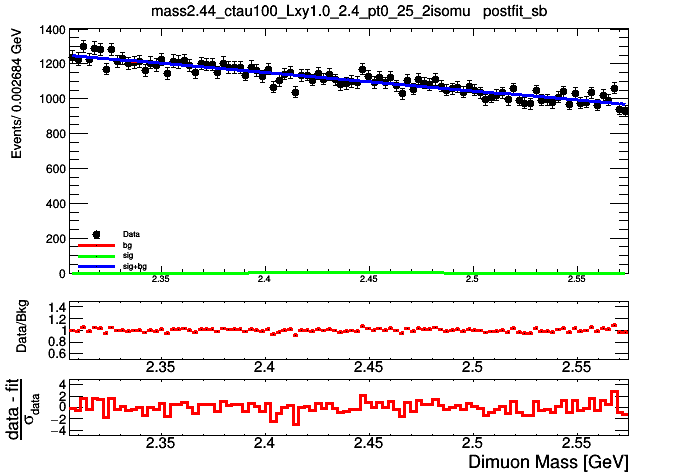 mass2.44_ctau100_Lxy1.0_2.4_pt0_25_2isomu postfit_sb
Events/ 0.002684 GeV
1400
1200
1000
800
600
400
200
0
Data
bg
sig
sig+bg
2.35 2.4 2.45 2.5 2.55
Data/Bkg
1.4
1.2
1
0.8
0.6
2.35 2.4 2.45 2.5 2.55
data - fit
σdata
4
2
0
−2
−4
2.35 2.4 2.45 2.5 2.55
Dimuon Mass [GeV]